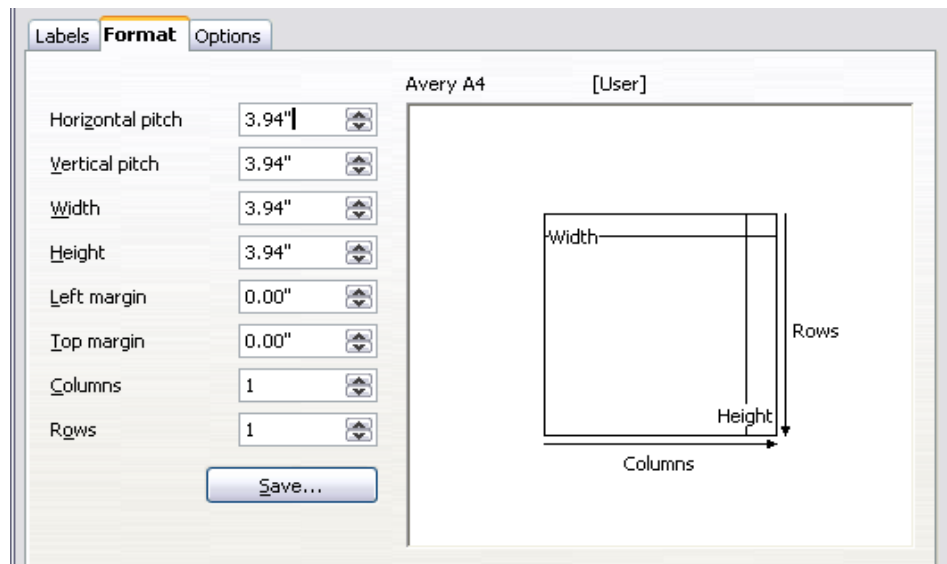 Labels Format Options
Avery A4 [User]
Horizontal pitch 3.94"
Vertical pitch 3.94"
Width 3.94"
Height 3.94"
Left margin 0.00"
Top margin 0.00"
Columns 1
Rows 1
Save...
Width
Rows
Height
Columns